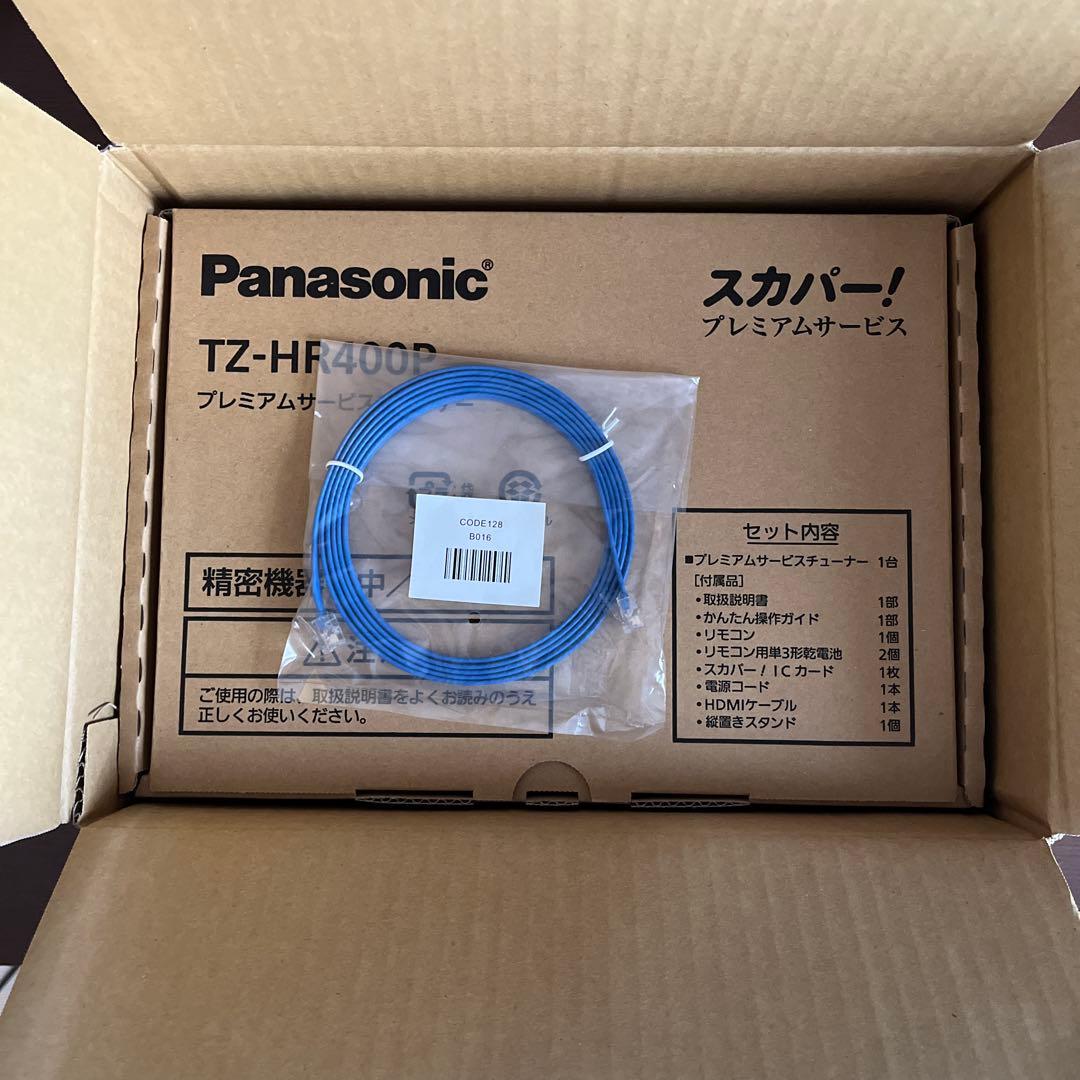 Panasonic®
スカパー!
プレミアムサービス
TZ-HR400P
プレミアムサービス
CODE128
B016
精密機器
中/
注
ご使用の際は、取扱説明書をよくお読みのうえ
正しくお使いください。
セット内容
■プレミアムサービスチューナー 1台
[付属品]
・取扱説明書 1部
・かんたん操作ガイド 1部
・リモコン 1個
・リモコン用単3形乾電池 2個
・スカパー!ICカード 1枚
・電源コード 1本
・HDMIケーブル 1本
・縦置きスタンド 1個